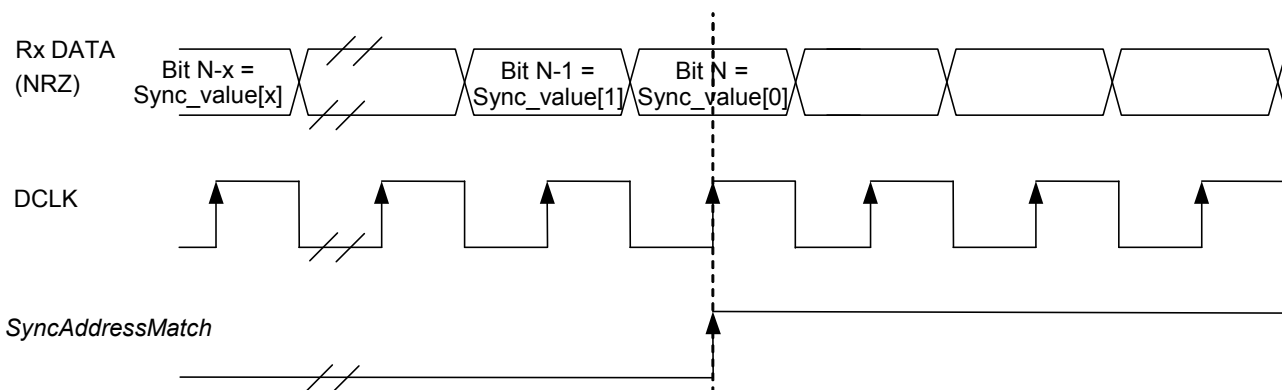 Rx DATA
(NRZ)
Bit N-x =
Sync_value[x]
Bit N-1 =
Sync_value[1]
Bit N =
Sync_value[0]
DCLK
SyncAddressMatch